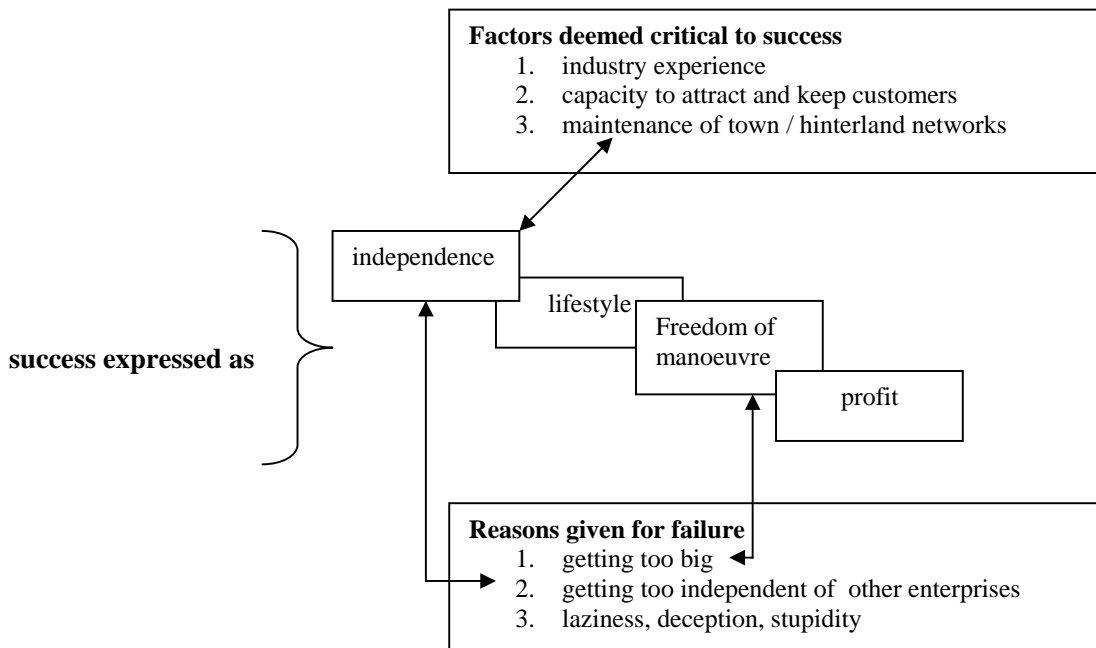 Factors deemed critical to success
1. industry experience
2. capacity to attract and keep customers
3. maintenance of town / hinterland networks
independence
lifestyle
Freedom of
manoeuvre
success expressed as
profit
Reasons given for failure
1. getting too big
2. getting too independent of other enterprises
3. laziness, deception, stupidity